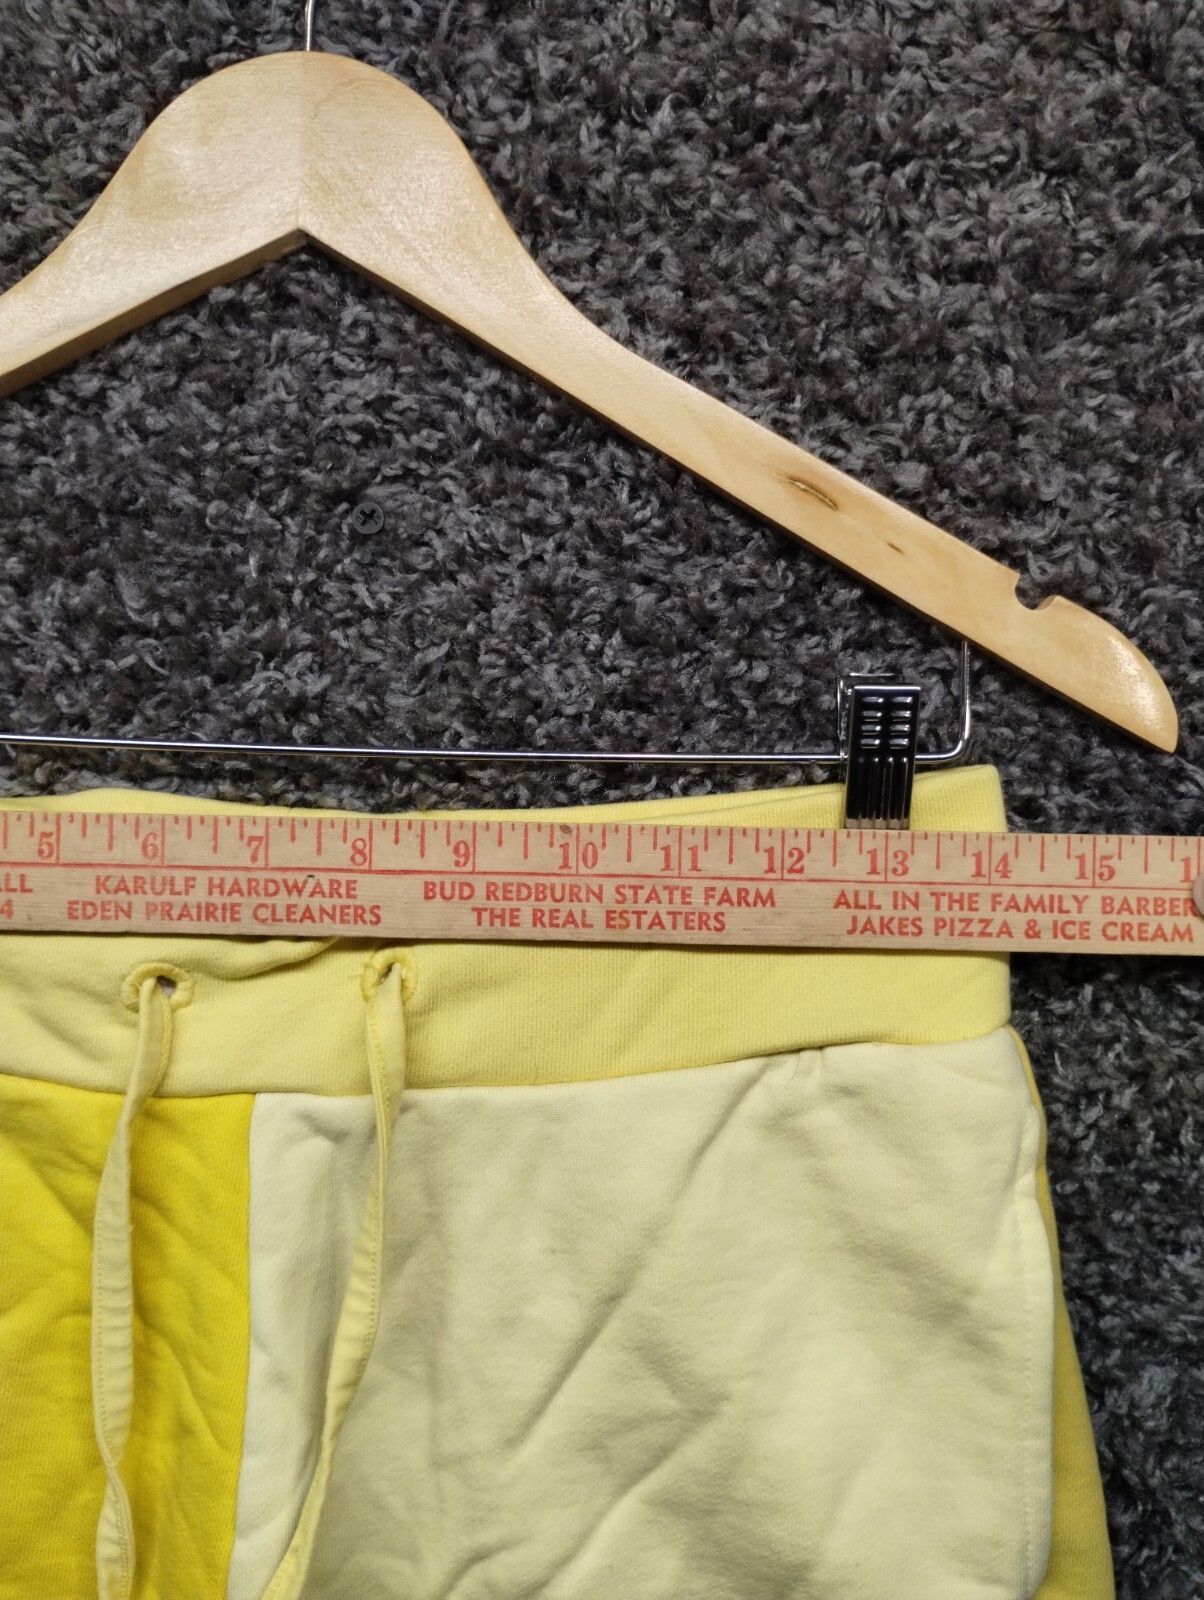 5 6 7 8 9 10 11 12 13 14 15 1
ALL KARULF HARDWARE BUD REDBURN STATE FARM ALL IN THE FAMILY BARBER
4 EDEN PRAIRIE CLEANERS THE REAL ESTATERS JAKES PIZZA & ICE CREAM